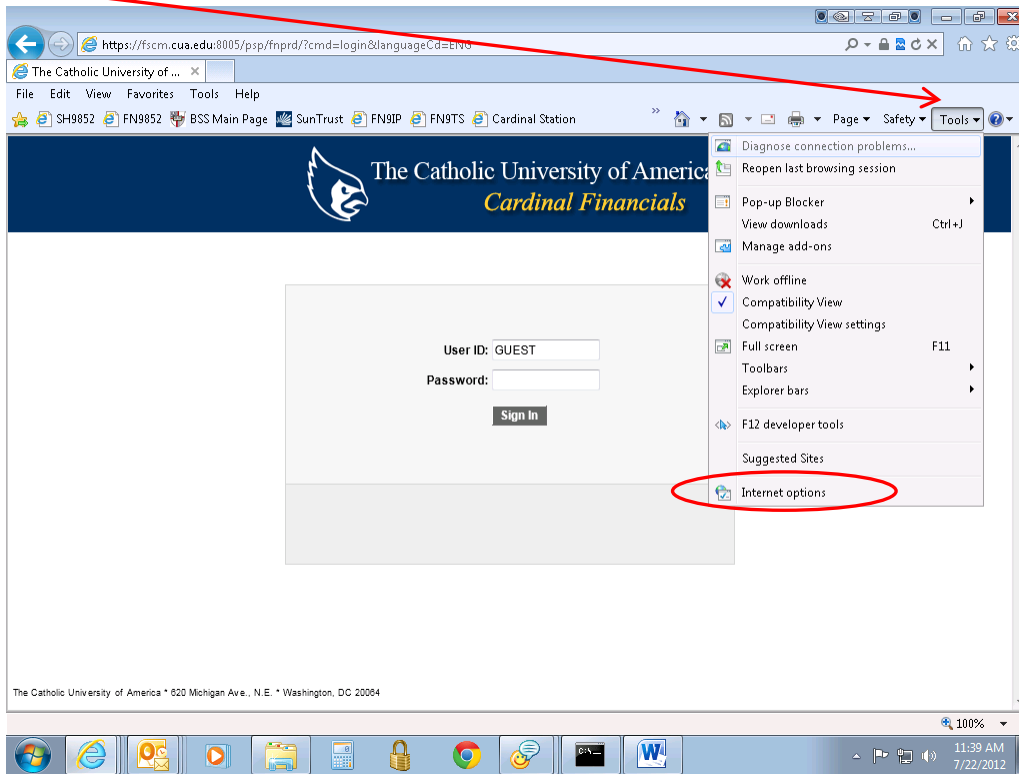 https://fscm.cua.edu:8005/psp/fnprd/?cmd=login&languageCd=ENG
The Catholic University of ...
File Edit View Favorites Tools Help
SH9852 FN9852 BSS Main Page SunTrust FN9IP FN9TS Cardinal Station » Page Safety Tools
The Catholic University of America
Cardinal Financials
Diagnose connection problems...
Reopen last browsing session
Pop-up Blocker
View downloads Ctrl+J
Manage add-ons
Work offline
Compatibility View
Compatibility View settings
Full screen F11
Toolbars
Explorer bars
F12 developer tools
Suggested Sites
Internet options
User ID: GUEST
Password:
Sign In
The Catholic University of America * 620 Michigan Ave., N.E. * Washington, DC 20064
100%
11:39 AM
7/22/2012